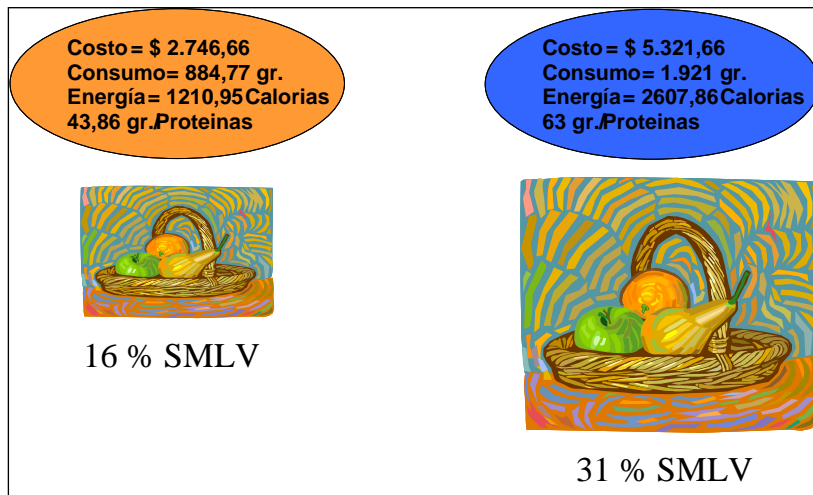 Costo= $ 2.746,66
Consumo= 884,77 gr.
Energía= 1210,95 Calorias
43,86 gr./Proteinas
16 % SMLV
Costo= $ 5.321,66
Consumo= 1.921 gr.
Energía= 2607,86 Calorias
63 gr./Proteinas
31 % SMLV